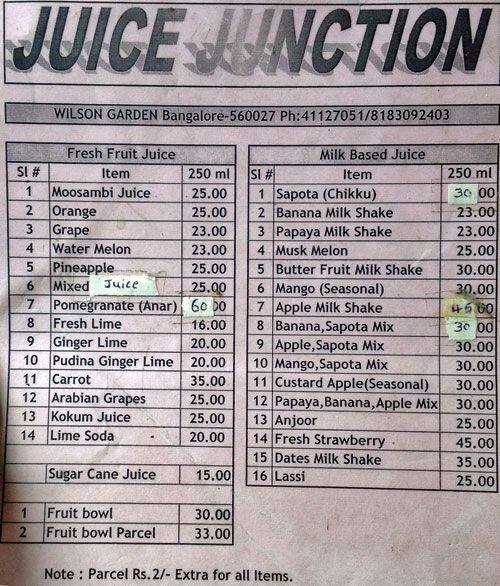 JUICE JUNCTION
WILSON GARDEN Bangalore-560027 Ph:41127051/8183092403
Fresh Fruit Juice
Sl # Item 250 ml
1 Moosambi Juice 25.00
2 Orange 25.00
3 Grape 23.00
4 Water Melon 23.00
5 Pineapple 25.00
6 Mixed Juice 25.00
7 Pomegranate (Anar) 60 00
8 Fresh Lime 16.00
9 Ginger Lime 20.00
10 Pudina Ginger Lime 20.00
11 Carrot 35.00
12 Arabian Grapes 25.00
13 Kokum Juice 25.00
14 Lime Soda 20.00
Sugar Cane Juice 15.00
1 Fruit bowl 30.00
2 Fruit bowl Parcel 33.00
Milk Based Juice
Sl # Item 250 ml
1 Sapota (Chikku) 30 00
2 Banana Milk Shake 23.00
3 Papaya Milk Shake 23.00
4 Musk Melon 25.00
5 Butter Fruit Milk Shake 30.00
6 Mango (Seasonal) 30.00
7 Apple Milk Shake 45 00
8 Banana,Sapota Mix 30 00
9 Apple,Sapota Mix 30.00
10 Mango,Sapota Mix 30.00
11 Custard Apple(Seasonal) 30.00
12 Papaya,Banana,Apple Mix 30.00
13 Anjoor 25.00
14 Fresh Strawberry 45.00
15 Dates Milk Shake 35.00
16 Lassi 25.00
Note : Parcel Rs.2/- Extra for all Items.